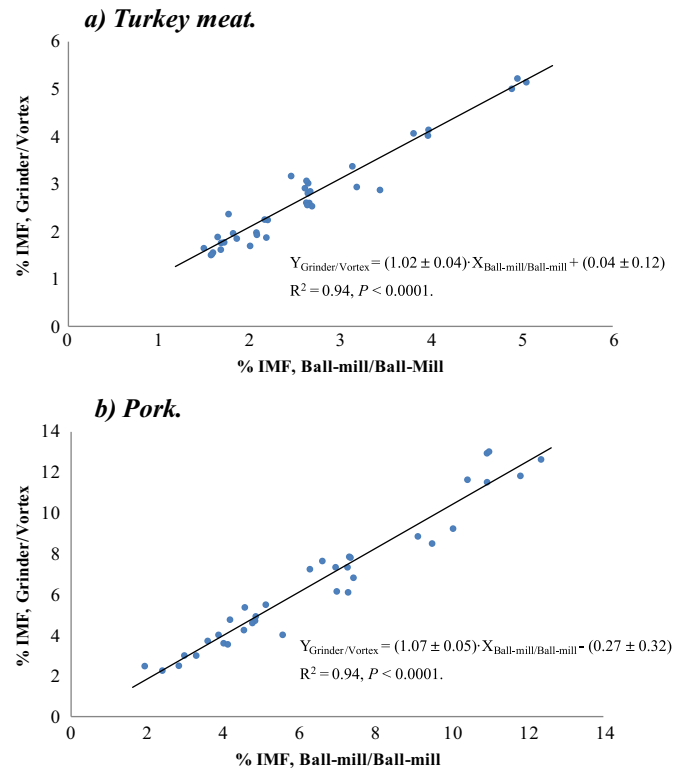 a) Turkey meat.
6
5
4
3
2
1
0
% IMF, Grinder/Vortex
Y Grinder/Vortex = (1.02 ± 0.04)·X Ball-mill/Ball-mill + (0.04 ± 0.12)
R² = 0.94, P < 0.0001.
0 1 2 3 4 5 6
% IMF, Ball-mill/Ball-Mill
b) Pork.
14
12
10
8
6
4
2
0
% IMF, Grinder/Vortex
Y Grinder/Vortex = (1.07 ± 0.05)·X Ball-mill/Ball-mill - (0.27 ± 0.32)
R² = 0.94, P < 0.0001.
0 2 4 6 8 10 12 14
% IMF, Ball-mill/Ball-mill